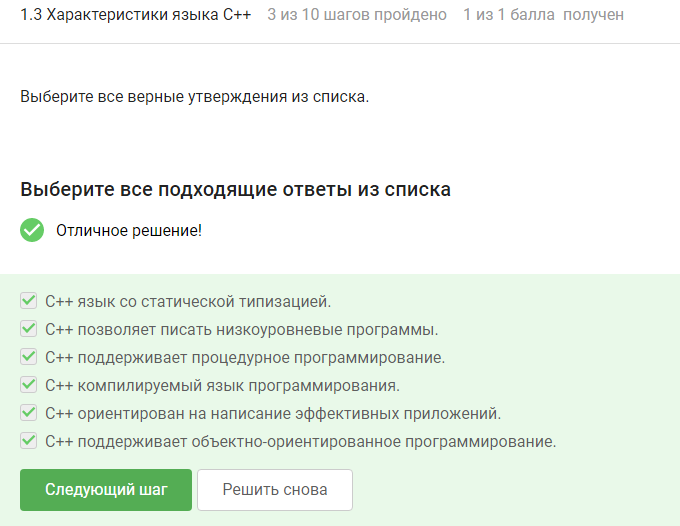 1.3 Характеристики языка C++ 3 из 10 шагов пройдено 1 из 1 балла получен
Выберите все верные утверждения из списка.
Выберите все подходящие ответы из списка
Отличное решение!
C++ язык со статической типизацией.
C++ позволяет писать низкоуровневые программы.
C++ поддерживает процедурное программирование.
C++ компилируемый язык программирования.
C++ ориентирован на написание эффективных приложений.
C++ поддерживает объектно-ориентированное программирование.
Следующий шаг Решить снова